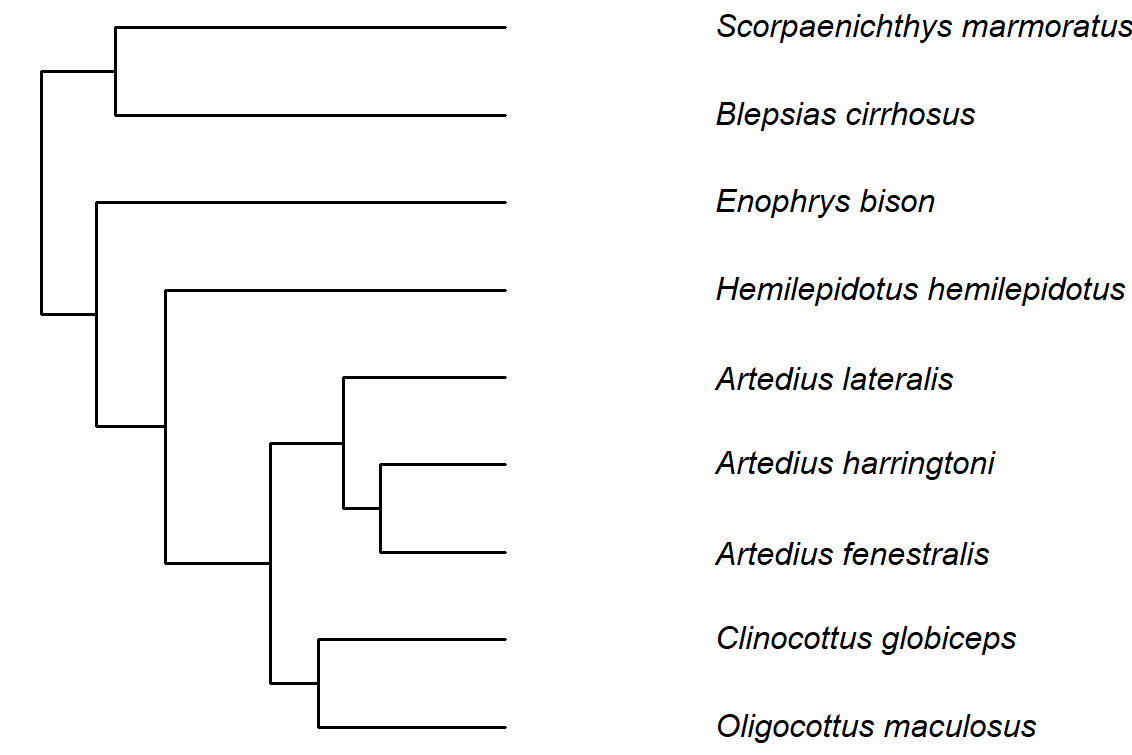 Scorpaenichthys marmoratus
Blepsias cirrhosus
Enophrys bison
Hemilepidotus hemilepidotus
Artedius lateralis
Artedius harringtoni
Artedius fenestralis
Clinocottus globiceps
Oligocottus maculosus